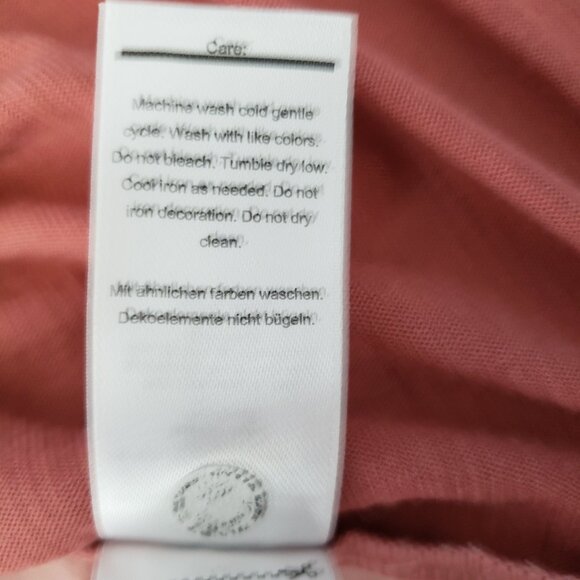 Care:
Machine wash cold gentle
cycle. Wash with like colors.
Do not bleach. Tumble dry low.
Cool iron as needed. Do not
iron decoration. Do not dry
clean.
Mit ähnlichen farben waschen.
Dekoelemente nicht bügeln.